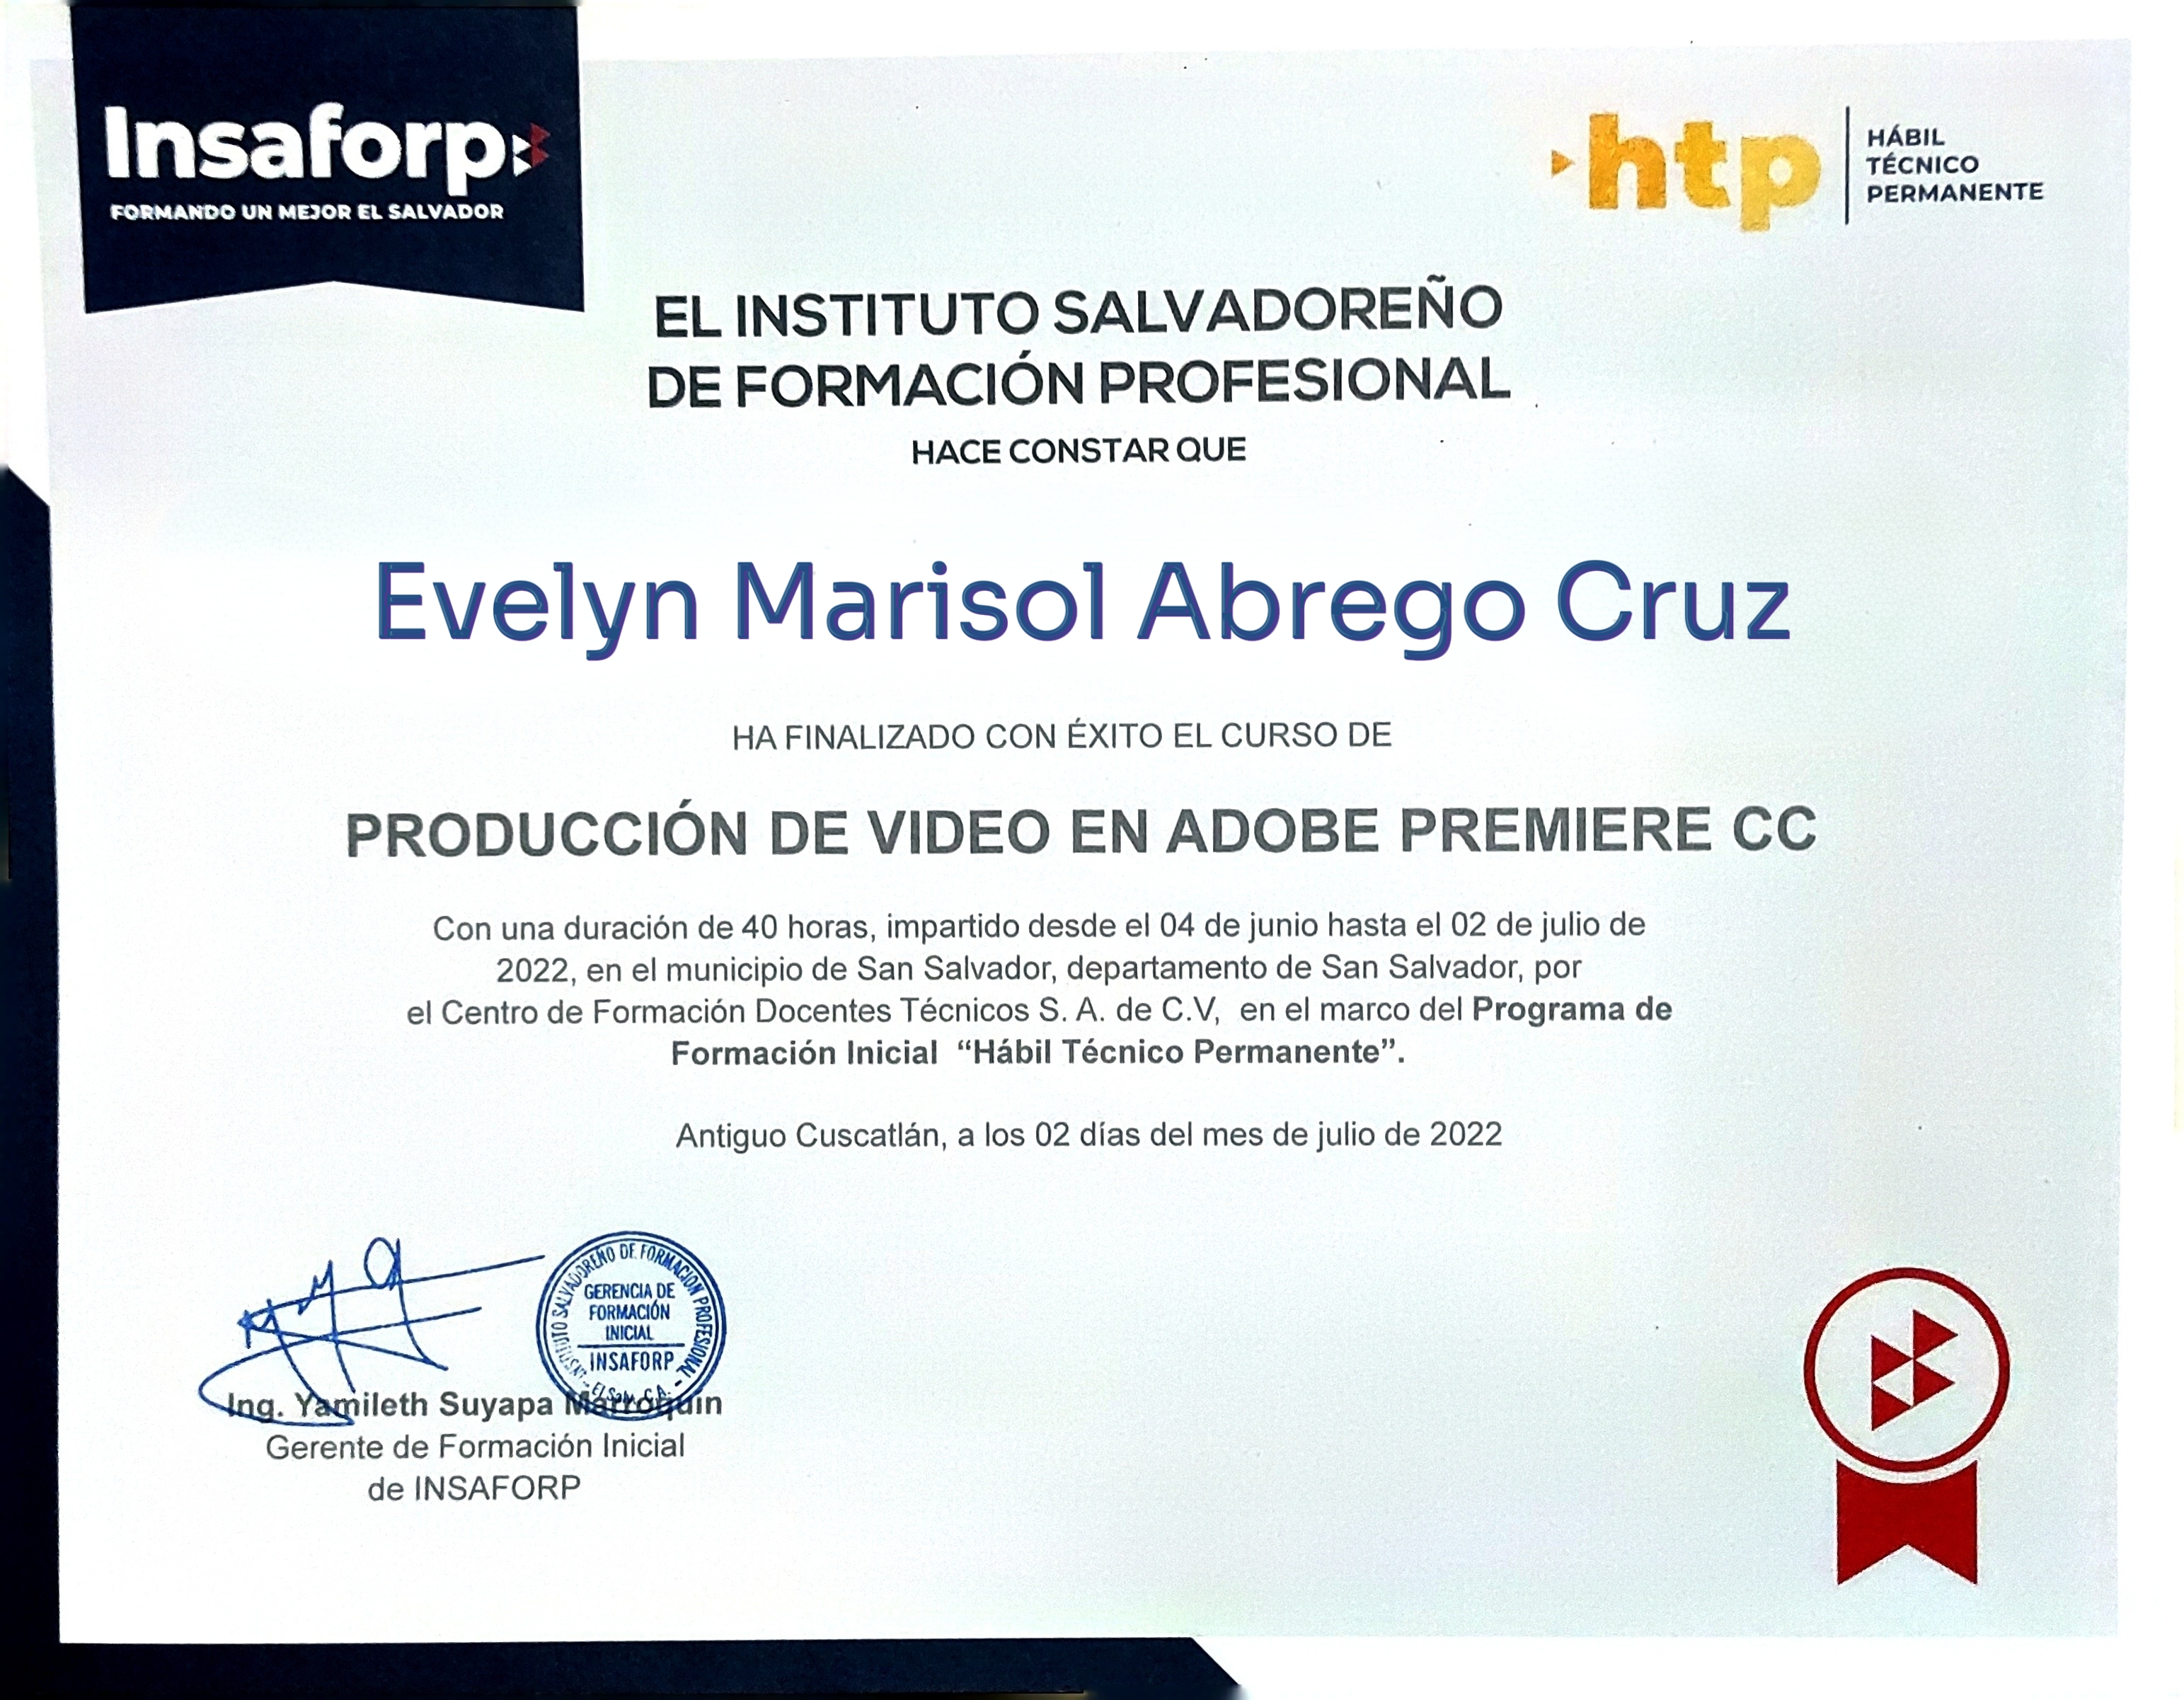 Insaforp
FORMANDO UN MEJOR EL SALVADOR
htp
HÁBIL
TÉCNICO
PERMANENTE
EL INSTITUTO SALVADOREÑO
DE FORMACIÓN PROFESIONAL
HACE CONSTAR QUE
Evelyn Marisol Abrego Cruz
HA FINALIZADO CON ÉXITO EL CURSO DE
PRODUCCIÓN DE VIDEO EN ADOBE PREMIERE CC
Con una duración de 40 horas, impartido desde el 04 de junio hasta el 02 de julio de
2022, en el municipio de San Salvador, departamento de San Salvador, por
el Centro de Formación Docentes Técnicos S. A. de C.V, en el marco del Programa de
Formación Inicial “Hábil Técnico Permanente”.
Antiguo Cuscatlán, a los 02 días del mes de julio de 2022
INSTITUTO SALVADOREÑO DE FORMACION PROFESIONAL
GERENCIA DE
FORMACIÓN
INICIAL
INSAFORP
El Salv. C.A.
Ing. Yamileth Suyapa Marroquin
Gerente de Formación Inicial
de INSAFORP